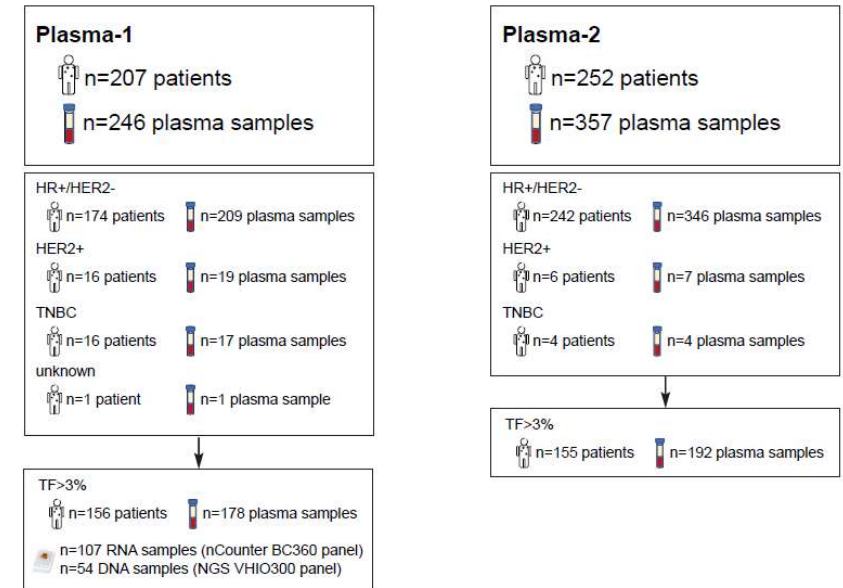 Plasma-1
n=207 patients
n=246 plasma samples
HR+/HER2-
n=174 patients n=209 plasma samples
HER2+
n=16 patients n=19 plasma samples
TNBC
n=16 patients n=17 plasma samples
unknown
n=1 patient n=1 plasma sample
TF>3%
n=156 patients n=178 plasma samples
n=107 RNA samples (nCounter BC360 panel)
n=54 DNA samples (NGS VHIO300 panel)
Plasma-2
n=252 patients
n=357 plasma samples
HR+/HER2-
n=242 patients n=346 plasma samples
HER2+
n=6 patients n=7 plasma samples
TNBC
n=4 patients n=4 plasma samples
TF>3%
n=155 patients n=192 plasma samples